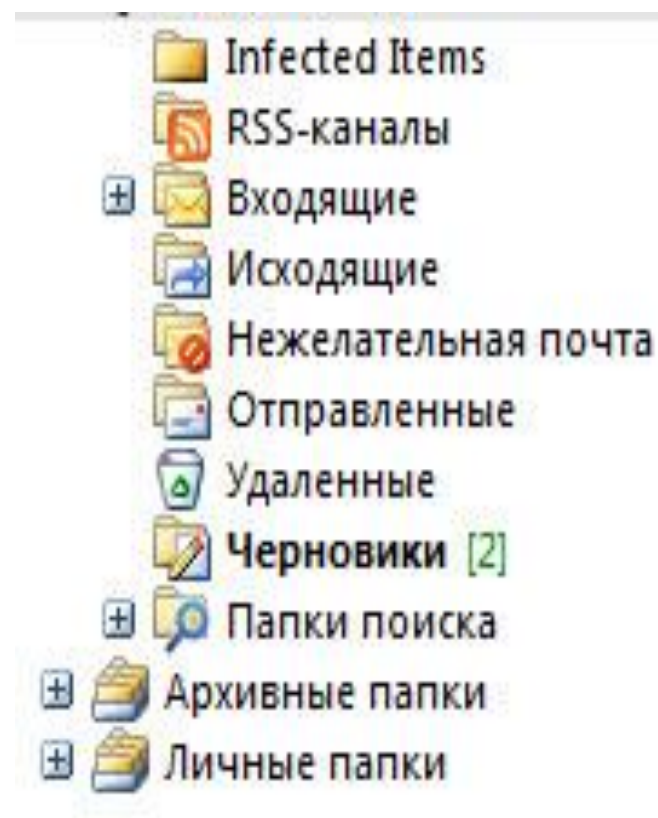 Infected Items
RSS-каналы
Входящие
Исходящие
Нежелательная почта
Отправленные
Удаленные
Черновики [2]
Папки поиска
Архивные папки
Личные папки